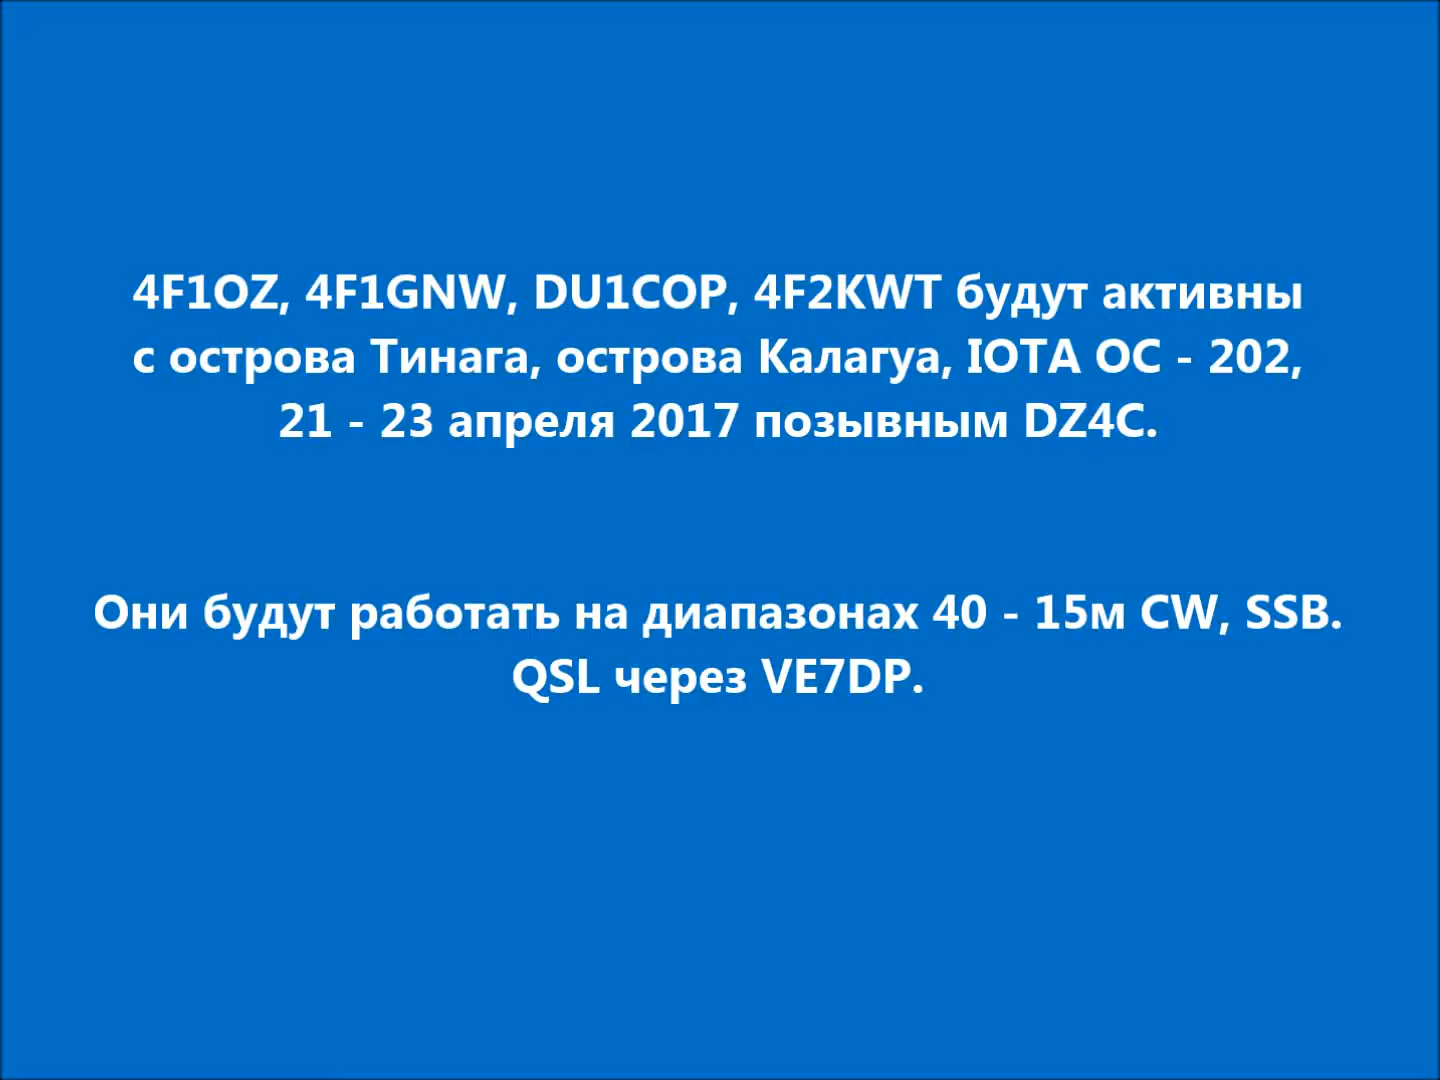 4F1OZ, 4F1GNW, DU1COP, 4F2KWT будут активны
с острова Тинага, острова Калагуа, IOTA OC - 202,
21 - 23 апреля 2017 позывным DZ4C.
Они будут работать на диапазонах 40 - 15м CW, SSB.
QSL через VE7DP.